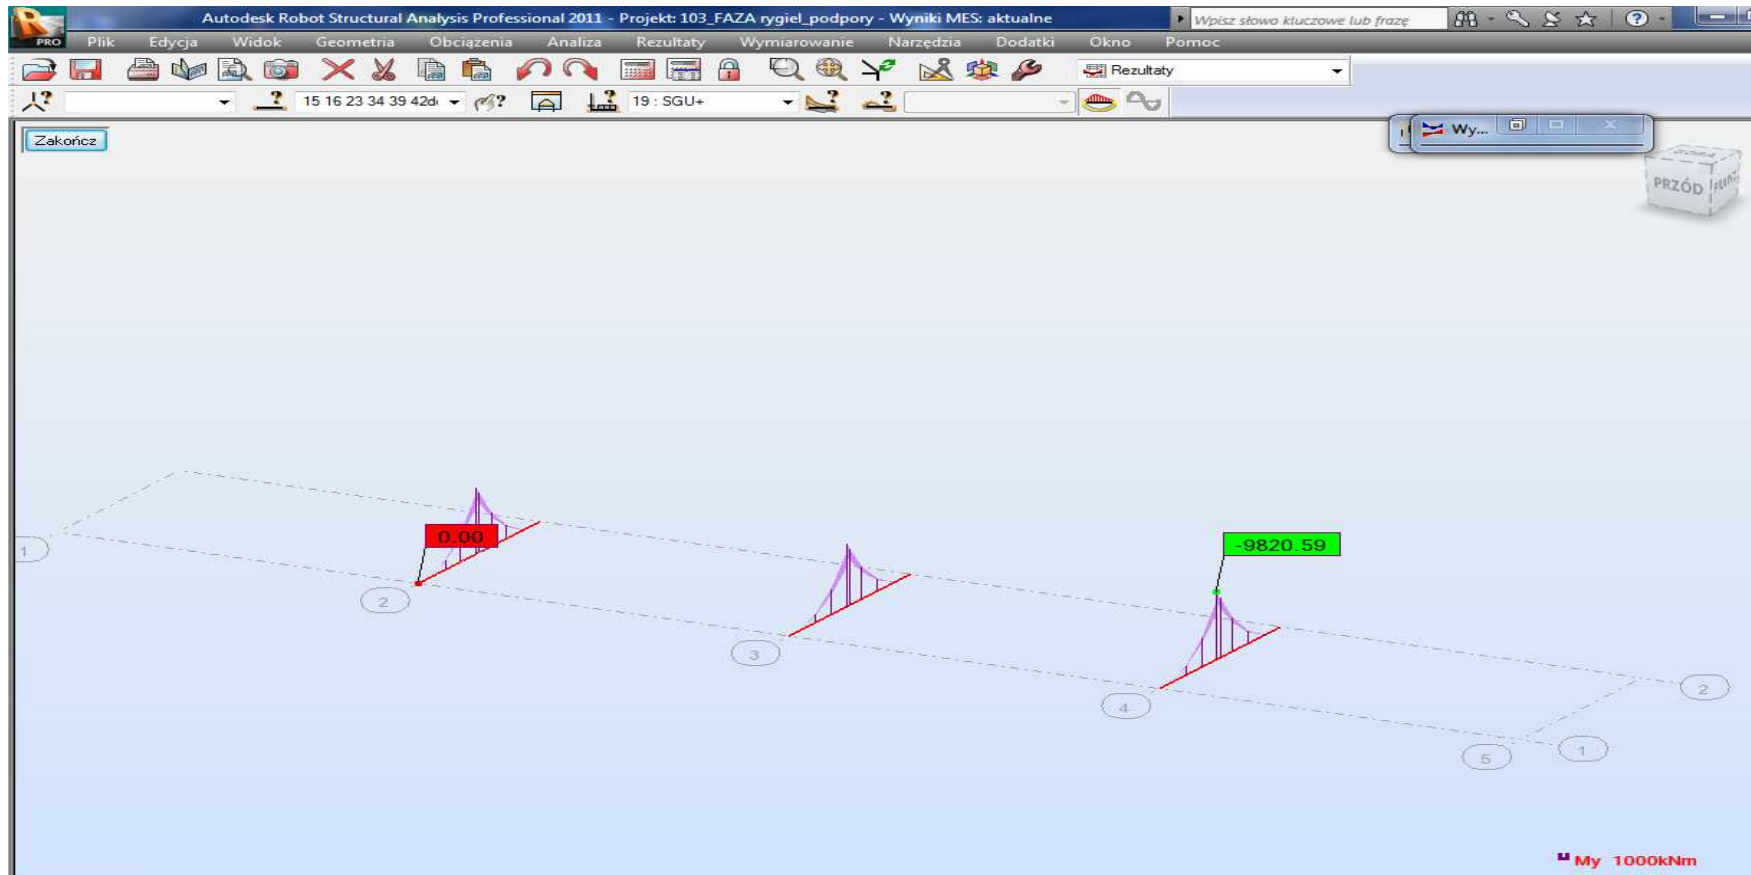 Autodesk Robot Structural Analysis Professional 2011 - Projekt: 103_FAZA rygiel_podpory - Wyniki MES: aktualne
Wpisz słowo kluczowe lub frazę
PRO Plik Edycja Widok Geometria Obciążenia Analiza Rezultaty Wymiarowanie Narzędzia Dodatki Okno Pomoc
Rezultaty
15 16 23 34 39 42d
19 : SGU+
Zakończ
Wy...
PRZÓD
0.00
-9820.59
1
2
3
4
2
5
1
My 1000kNm